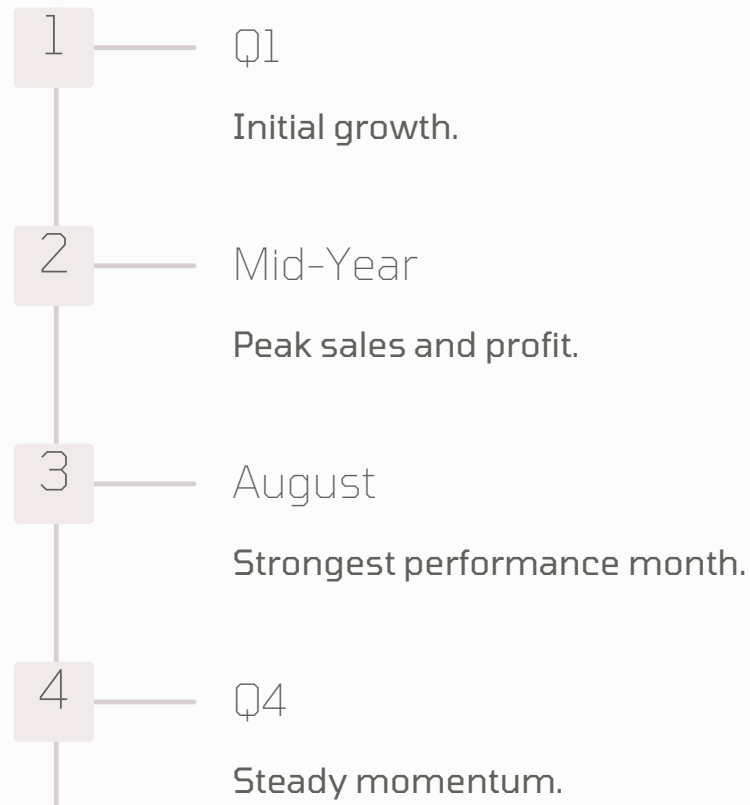 1
Q1
Initial growth.
2
Mid-Year
Peak sales and profit.
3
August
Strongest performance month.
4
Q4
Steady momentum.